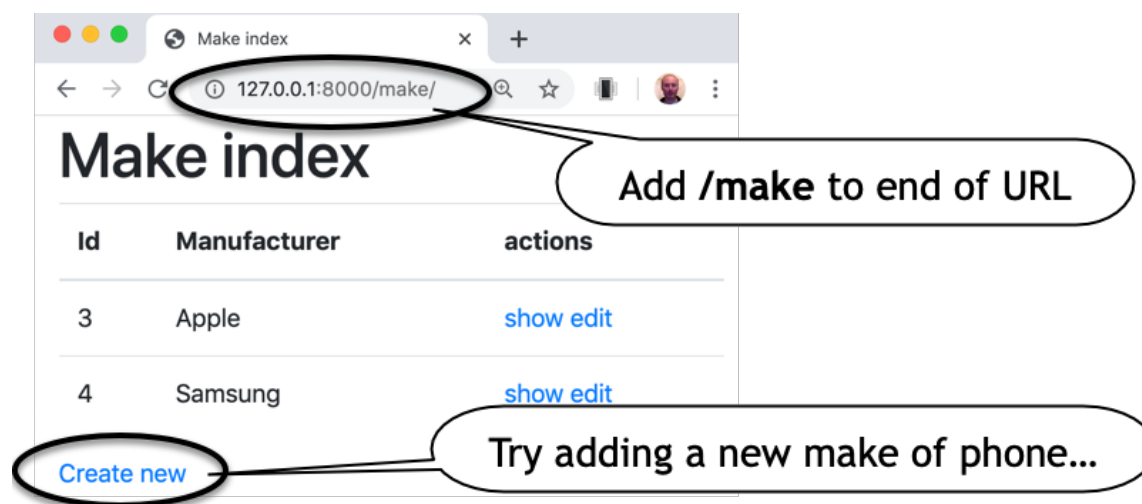 Make index
127.0.0.1:8000/make/
Make index
Add /make to end of URL
Id Manufacturer actions
3 Apple show edit
4 Samsung show edit
Try adding a new make of phone...
Create new